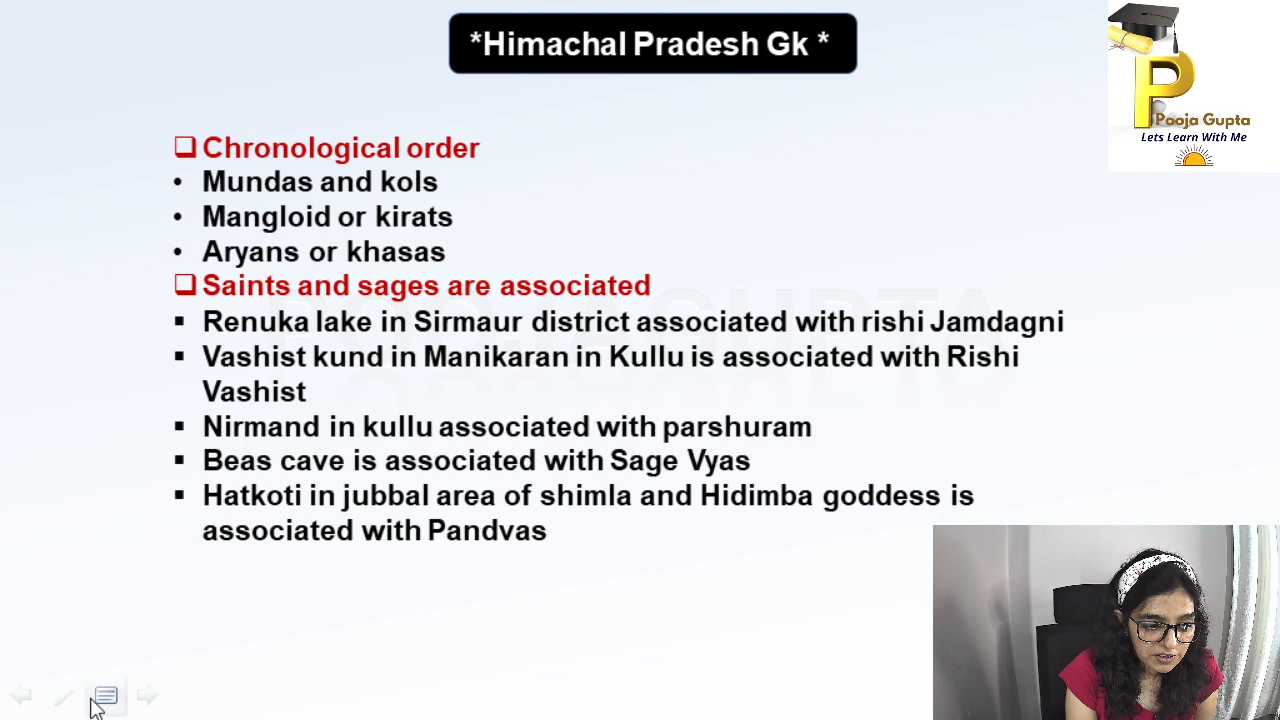 *Himachal Pradesh Gk *
P
Pooja Gupta
Lets Learn With Me
Chronological order
Mundas and kols
Mangloid or kirats
Aryans or khasas
Saints and sages are associated
Renuka lake in Sirmaur district associated with rishi Jamdagni
Vashist kund in Manikaran in Kullu is associated with Rishi
Vashist
Nirmand in kullu associated with parshuram
Beas cave is associated with Sage Vyas
Hatkoti in jubbal area of shimla and Hidimba goddess is
associated with Pandvas